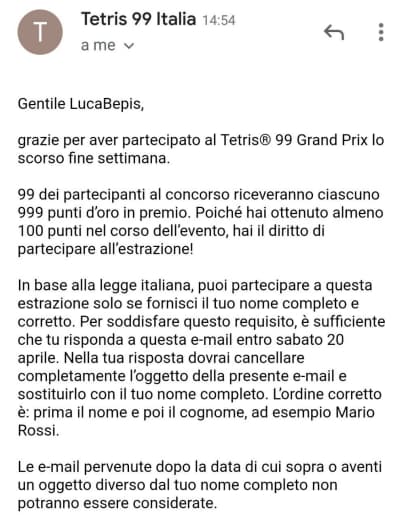 T
Tetris 99 Italia 14:54
a me
Gentile LucaBepis,
grazie per aver partecipato al Tetris® 99 Grand Prix lo
scorso fine settimana.
99 dei partecipanti al concorso riceveranno ciascuno
999 punti d’oro in premio. Poiché hai ottenuto almeno
100 punti nel corso dell’evento, hai il diritto di
partecipare all’estrazione!
In base alla legge italiana, puoi partecipare a questa
estrazione solo se fornisci il tuo nome completo e
corretto. Per soddisfare questo requisito, è sufficiente
che tu risponda a questa e-mail entro sabato 20
aprile. Nella tua risposta dovrai cancellare
completamente l’oggetto della presente e-mail e
sostituirlo con il tuo nome completo. L’ordine corretto
è: prima il nome e poi il cognome, ad esempio Mario
Rossi.
Le e-mail pervenute dopo la data di cui sopra o aventi
un oggetto diverso dal tuo nome completo non
potranno essere considerate.